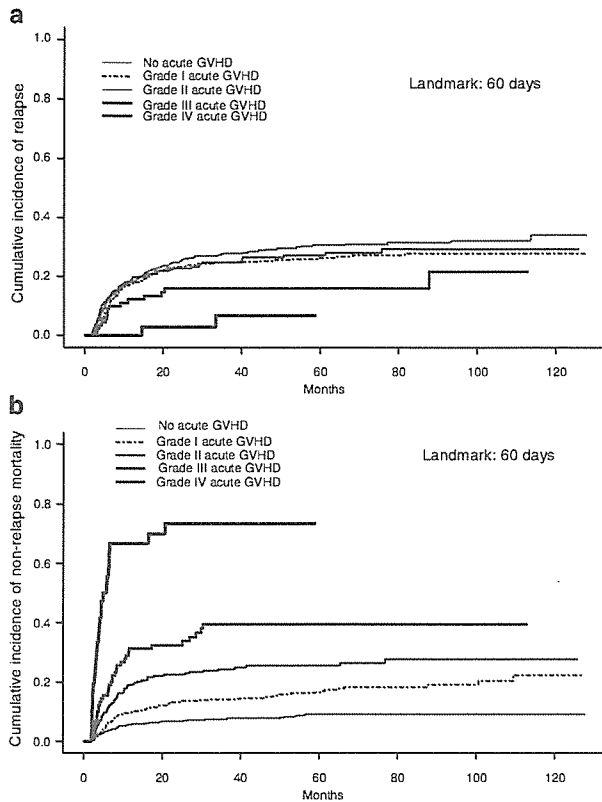 a
1.0
0.8
0.6
0.4
0.2
0.0
Cumulative incidence of relapse
No acute GVHD
Grade I acute GVHD
Grade II acute GVHD
Grade III acute GVHD
Grade IV acute GVHD
Landmark: 60 days
0 20 40 60 80 100 120
Months
b
1.0
0.8
0.6
0.4
0.2
0.0
Cumulative incidence of non-relapse mortality
No acute GVHD
Grade I acute GVHD
Grade II acute GVHD
Grade III acute GVHD
Grade IV acute GVHD
Landmark: 60 days
0 20 40 60 80 100 120
Months